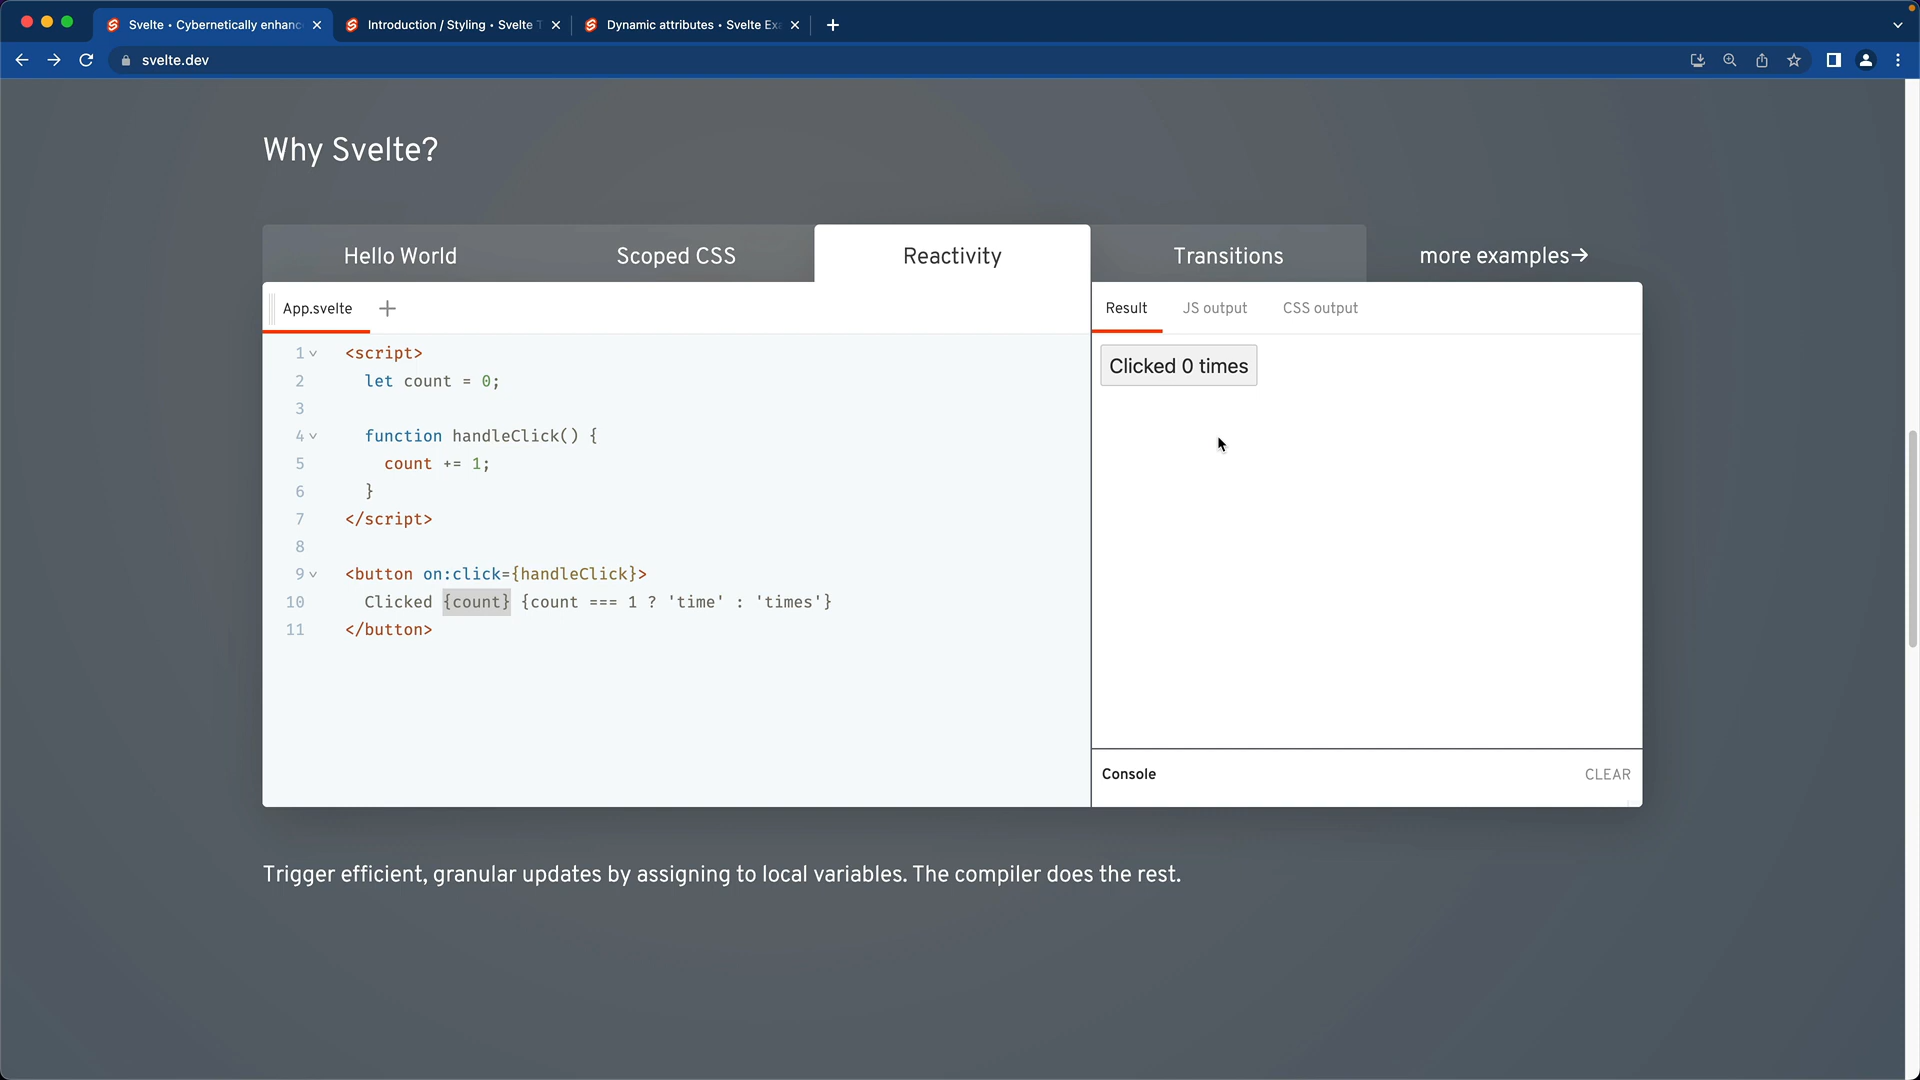 Svelte • Cybernetically enhanc
Introduction / Styling • Svelte T
Dynamic attributes • Svelte Ex
svelte.dev
Why Svelte?
Hello World
Scoped CSS
Reactivity
Transitions
more examples→
App.svelte +
Result
JS output
CSS output
1 <script>
2 let count = 0;
3
4 function handleClick() {
5 count += 1;
6 }
7 </script>
8
9 <button on:click={handleClick}>
10 Clicked {count} {count === 1 ? 'time' : 'times'}
11 </button>
Clicked 0 times
Console
CLEAR
Trigger efficient, granular updates by assigning to local variables. The compiler does the rest.